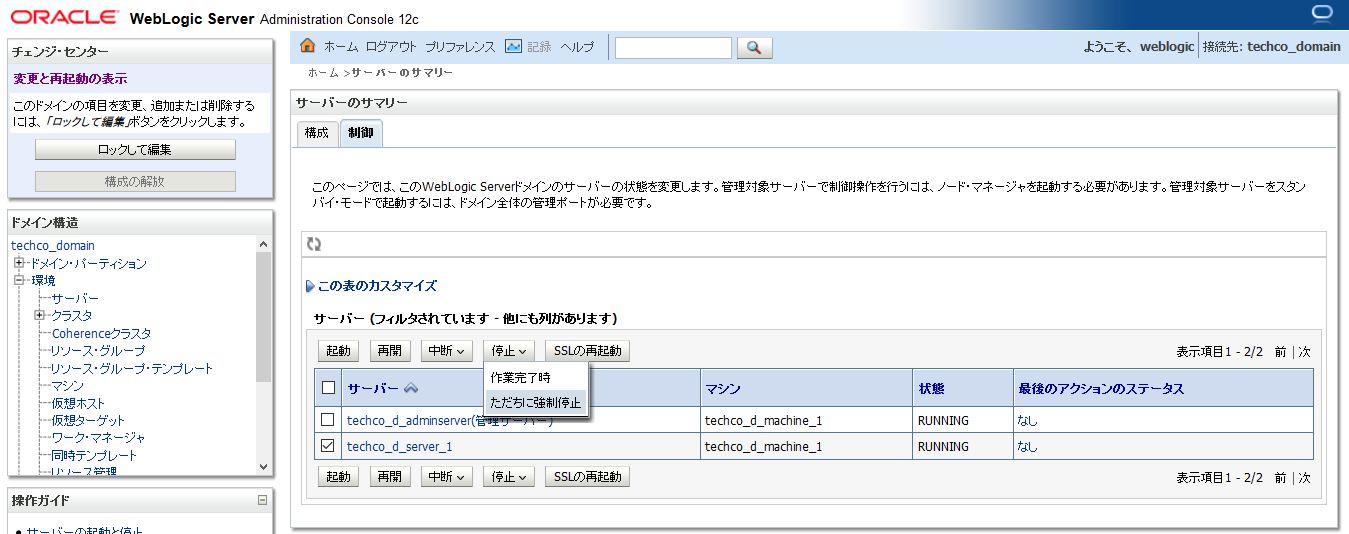 ORACLE WebLogic Server Administration Console 12c
チェンジ・センター
変更と再起動の表示
このドメインの項目を変更、追加または削除する
には、「ロックして編集」ボタンをクリックします。
ロックして編集
構成の解放
ドメイン構造
techco_domain
ドメイン・パーティション
環境
サーバー
クラスタ
Coherenceクラスタ
リソース・グループ
リソース・グループ・テンプレート
マシン
仮想ホスト
仮想ターゲット
ワーク・マネージャ
同時テンプレート
リソース管理
操作ガイド
サーバーの起動と停止
ホーム ログアウト プリファレンス 記録 ヘルプ
ようこそ、 weblogic 接続先: techco_domain
ホーム >サーバーのサマリー
サーバーのサマリー
構成 制御
このページでは、このWebLogic Serverドメインのサーバーの状態を変更します。管理対象サーバーで制御操作を行うには、ノード・マネージャを起動する必要があります。管理対象サーバーをスタン
バイ・モードで起動するには、ドメイン全体の管理ポートが必要です。
この表のカスタマイズ
サーバー (フィルタされています - 他にも列があります)
起動 再開 中断 停止 SSLの再起動 表示項目1 - 2/2 前 | 次
作業完了時
ただちに強制停止
サーバー マシン 状態 最後のアクションのステータス
techco_d_adminserver(管理サーバー) techco_d_machine_1 RUNNING なし
techco_d_server_1 techco_d_machine_1 RUNNING なし
起動 再開 中断 停止 SSLの再起動 表示項目1 - 2/2 前 | 次